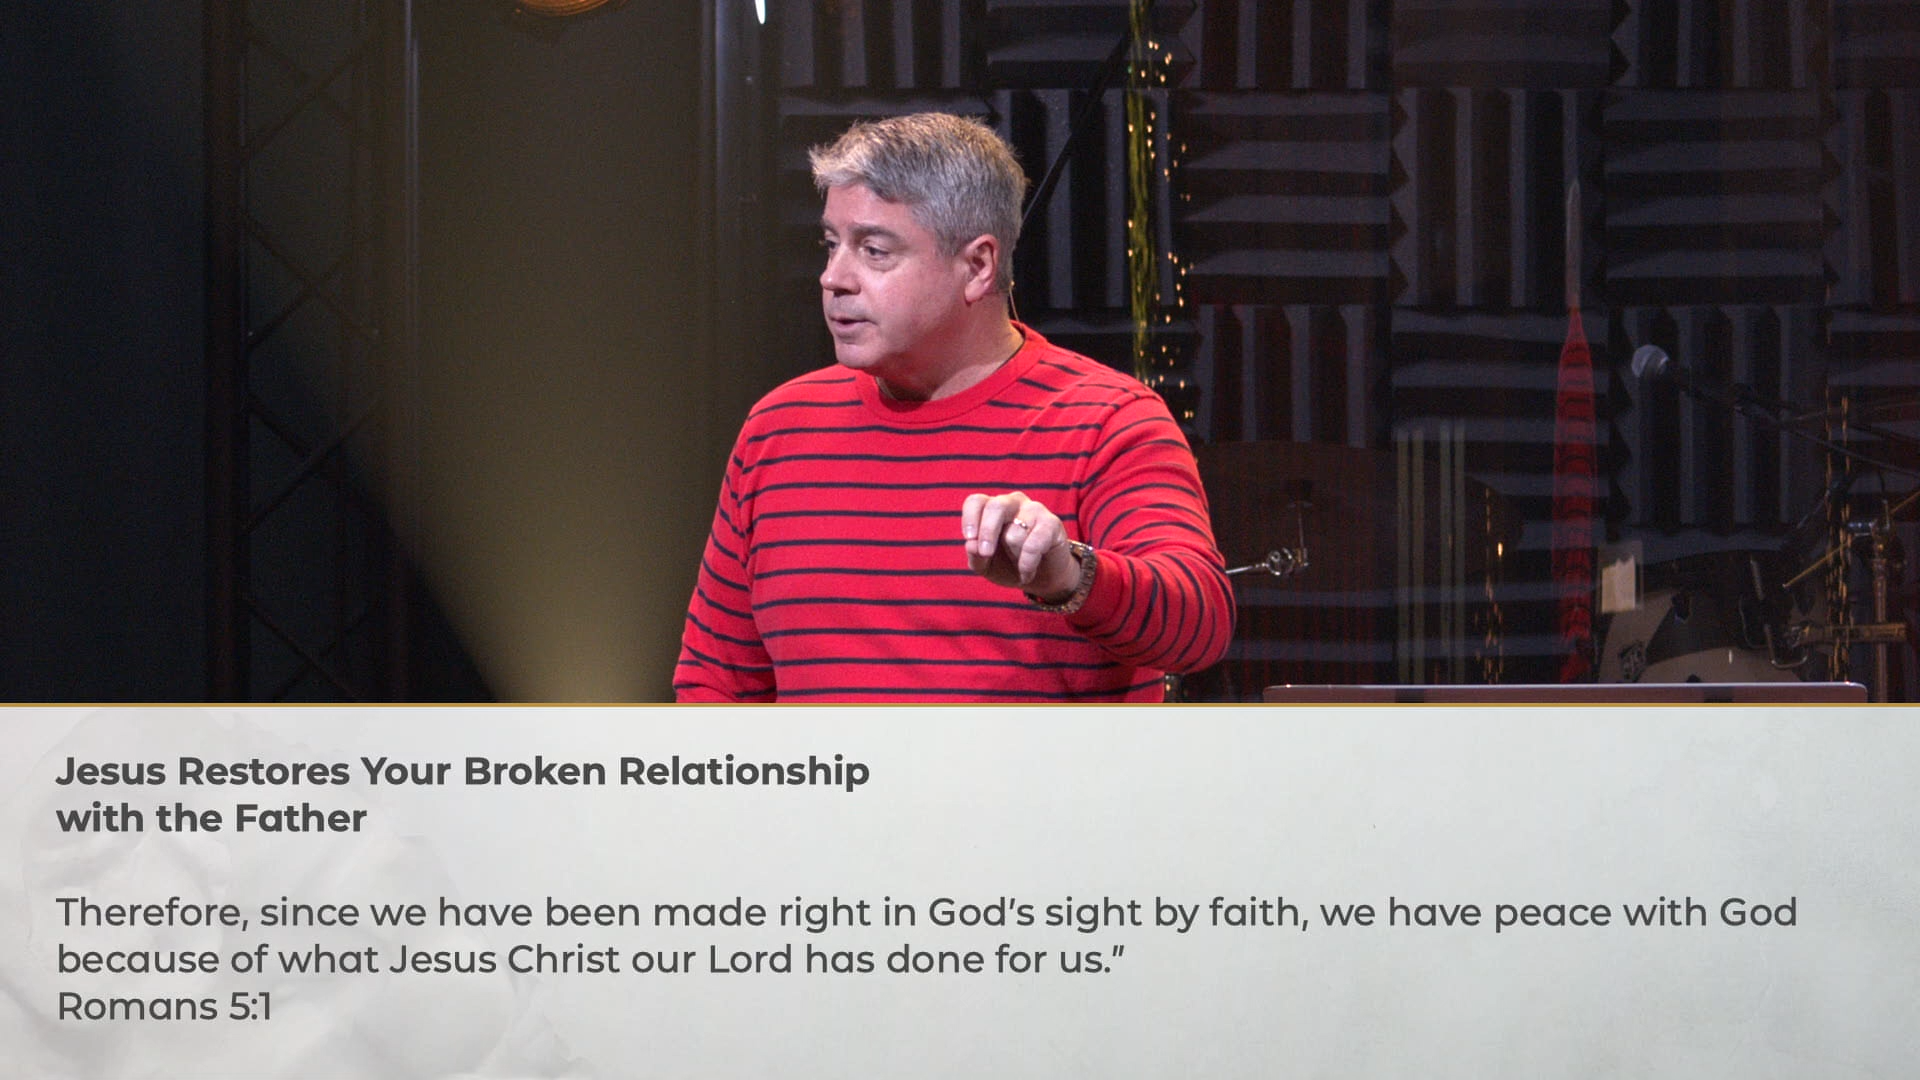 Jesus Restores Your Broken Relationship
with the Father
Therefore, since we have been made right in God's sight by faith, we have peace with God
because of what Jesus Christ our Lord has done for us."
Romans 5:1